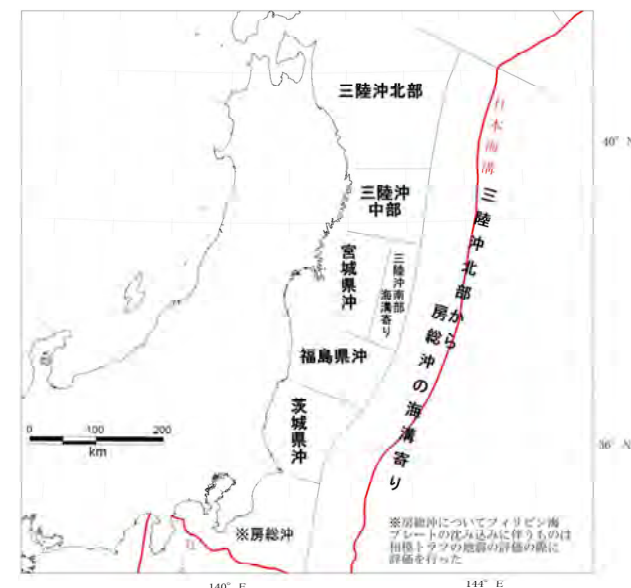 三陸沖北部
日本海溝
40° N
三陸沖
中部
三陸沖北部から
房総沖の海溝寄り
宮城県沖
三陸沖南部
海溝寄り
福島県沖
茨城県沖
0 100 200
km
36° N
※房総沖
※房総沖についてフィリピン海
プレートの沈み込みに伴うものは
相模トラフの地震の評価の際に
評価を行った
140° E
144° E